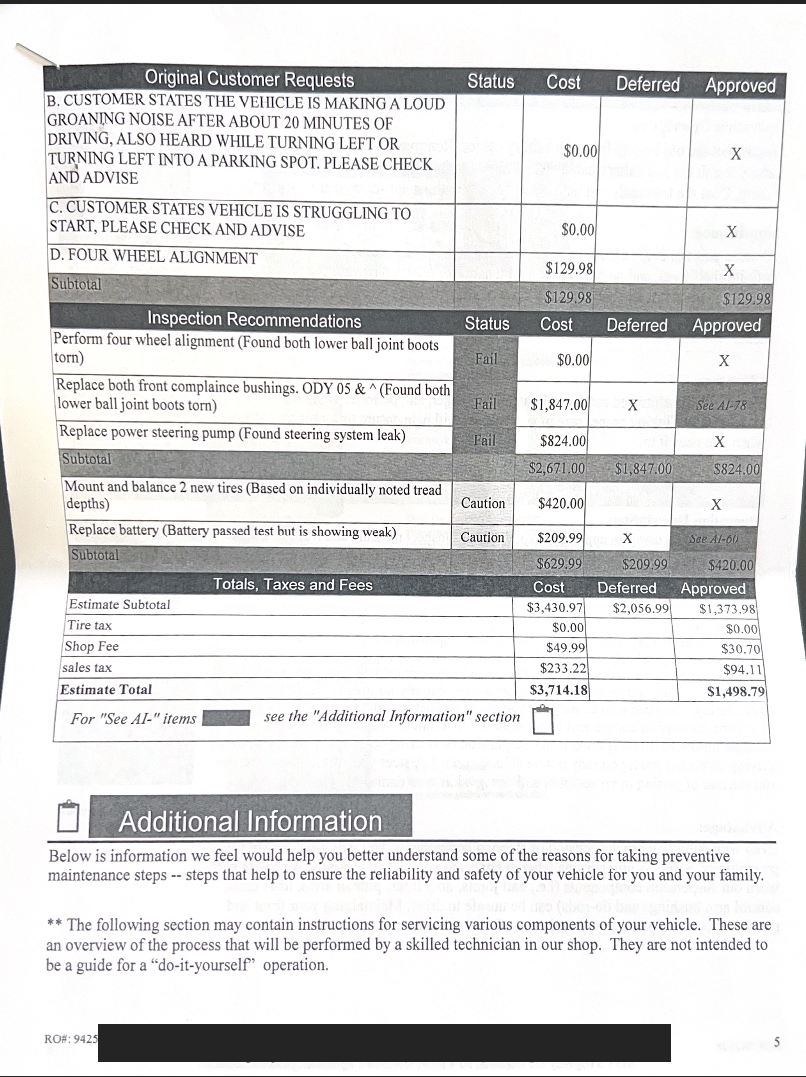 Original Customer Requests Status Cost Deferred Approved
B. CUSTOMER STATES THE VEHICLE IS MAKING A LOUD
GROANING NOISE AFTER ABOUT 20 MINUTES OF
DRIVING, ALSO HEARD WHILE TURNING LEFT OR
TURNING LEFT INTO A PARKING SPOT. PLEASE CHECK
AND ADVISE
$0.00 X
C. CUSTOMER STATES VEHICLE IS STRUGGLING TO
START, PLEASE CHECK AND ADVISE
$0.00 X
D. FOUR WHEEL ALIGNMENT
$129.98 X
Subtotal
$129.98 $129.98
Inspection Recommendations Status Cost Deferred Approved
Perform four wheel alignment (Found both lower ball joint boots
torn)
Fail $0.00 X
Replace both front complaince bushings. ODY 05 & ^ (Found both
lower ball joint boots torn)
Fail $1,847.00 X See AI-78
Replace power steering pump (Found steering system leak)
Fail $824.00 X
Subtotal
$2,671.00 $1,847.00 $824.00
Mount and balance 2 new tires (Based on individually noted tread
depths)
Caution $420.00 X
Replace battery (Battery passed test but is showing weak)
Caution $209.99 X See AI-60
Subtotal
$629.99 $209.99 $420.00
Totals, Taxes and Fees Cost Deferred Approved
Estimate Subtotal $3,430.97 $2,056.99 $1,373.98
Tire tax $0.00 $0.00
Shop Fee $49.99 $30.70
sales tax $233.22 $94.11
Estimate Total $3,714.18 $1,498.79
For "See AI-" items see the "Additional Information" section
Additional Information
Below is information we feel would help you better understand some of the reasons for taking preventive
maintenance steps -- steps that help to ensure the reliability and safety of your vehicle for you and your family.
** The following section may contain instructions for servicing various components of your vehicle. These are
an overview of the process that will be performed by a skilled technician in our shop. They are not intended to
be a guide for a “do-it-yourself” operation.
RO#: 9425
5